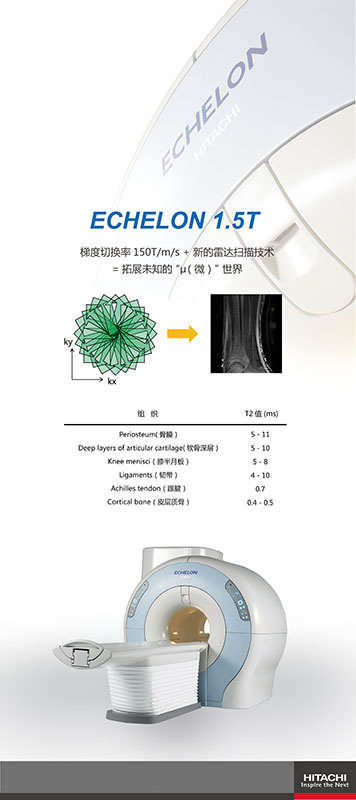 ECHELON
HITACHI
ECHELON 1.5T
梯度切换率 150T/m/s + 新的雷达扫描技术
= 拓展未知的 “μ ( 微 ) ” 世界
ky
kx
组 织 T2 值 (ms)
Periosteum( 骨膜 ) 5 - 11
Deep layers of articular cartilage( 软骨深层 ) 5 - 10
Knee menisci ( 膝半月板 ) 5 - 8
Ligaments ( 韧带 ) 4 - 10
Achilles tendon ( 跟腱 ) 0.7
Cortical bone ( 皮层质骨 ) 0.4 - 0.5
ECHELON
HITACHI
Inspire the Next